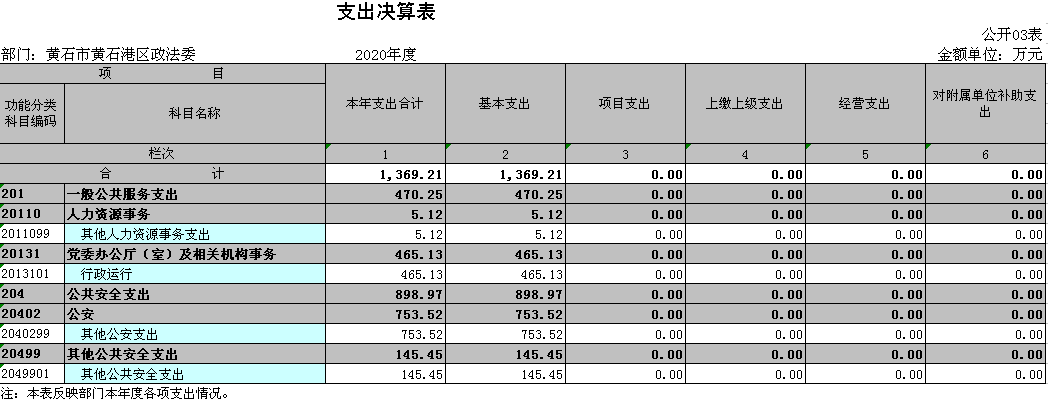 支出决算表
公开03表
部门：黄石市黄石港区政法委 2020年度 金额单位：万元
项 目 本年支出合计 基本支出 项目支出 上缴上级支出 经营支出 对附属单位补助支出
功能分类科目编码 科目名称
栏次 1 2 3 4 5 6
合 计 1,369.21 1,369.21 0.00 0.00 0.00 0.00
201 一般公共服务支出 470.25 470.25 0.00 0.00 0.00 0.00
20110 人力资源事务 5.12 5.12 0.00 0.00 0.00 0.00
2011099 其他人力资源事务支出 5.12 5.12 0.00 0.00 0.00 0.00
20131 党委办公厅（室）及相关机构事务 465.13 465.13 0.00 0.00 0.00 0.00
2013101 行政运行 465.13 465.13 0.00 0.00 0.00 0.00
204 公共安全支出 898.97 898.97 0.00 0.00 0.00 0.00
20402 公安 753.52 753.52 0.00 0.00 0.00 0.00
2040299 其他公安支出 753.52 753.52 0.00 0.00 0.00 0.00
20499 其他公共安全支出 145.45 145.45 0.00 0.00 0.00 0.00
2049901 其他公共安全支出 145.45 145.45 0.00 0.00 0.00 0.00
注：本表反映部门本年度各项支出情况。